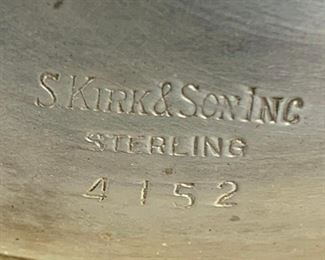 S. KIRK & SON INC
STERLING
4152